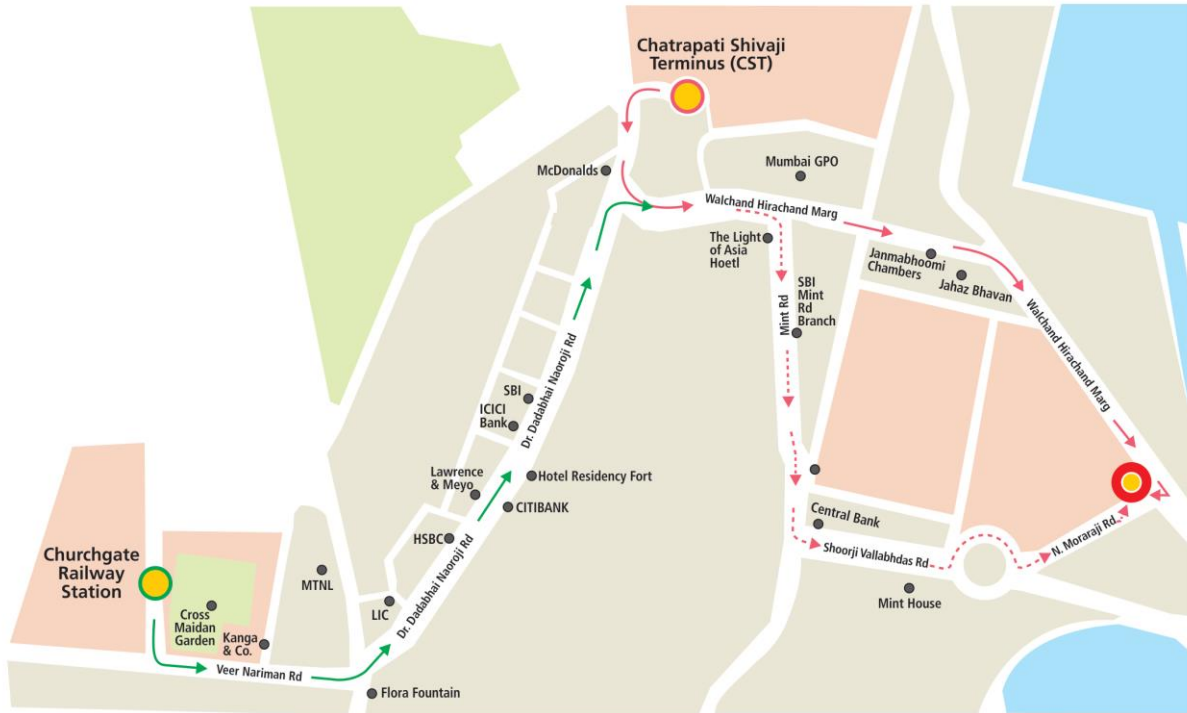 Chatrapati Shivaji
Terminus (CST)
McDonalds
Mumbai GPO
Walchand Hirachand Marg
The Light
of Asia
Hoetl
Janmabhoomi
Chambers
Jahaz Bhavan
SBI
Mint
Rd
Branch
Mint Rd
Walchand Hirachand Marg
Dr. Dadabhai Naoroji Rd
SBI
ICICI
Bank
Lawrence
& Meyo
Hotel Residency Fort
CITIBANK
HSBC
Central Bank
Shoorji Vallabhdas Rd
N. Moraraji Rd
Mint House
Churchgate
Railway
Station
MTNL
Cross
Maidan
Garden
Kanga
& Co.
LIC
Dr. Dadabhai Naoroji Rd
Veer Nariman Rd
Flora Fountain